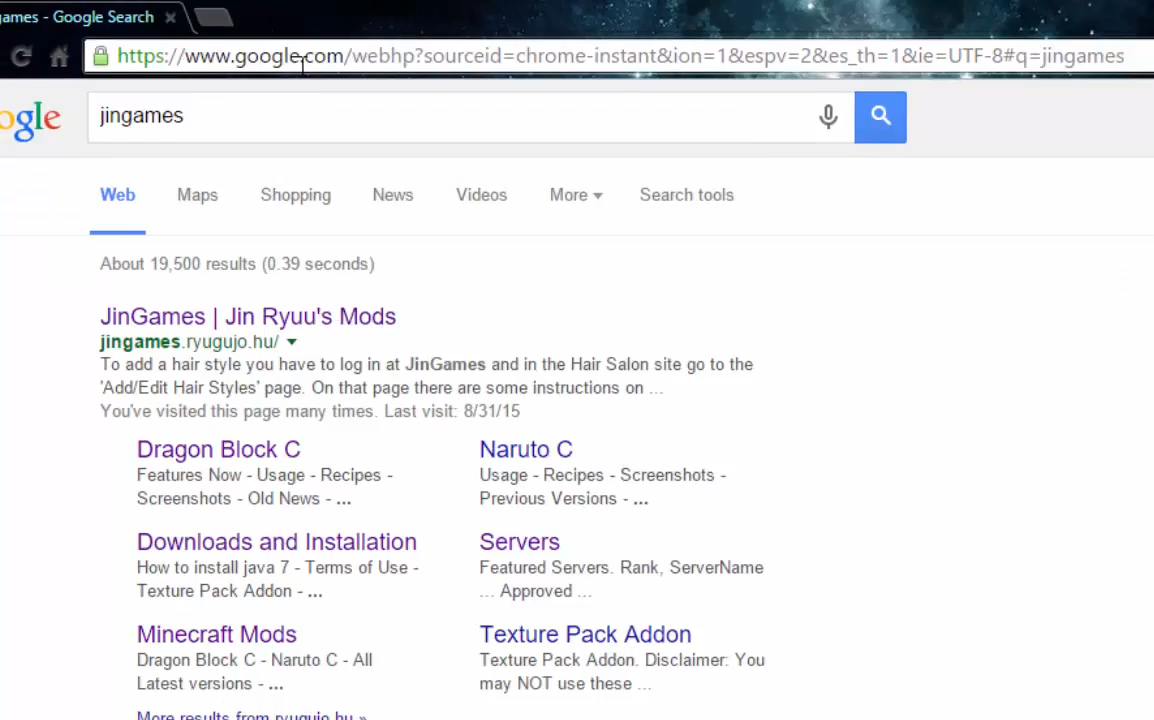 ames - Google Search
https://www.google.com/webhp?sourceid=chrome-instant&ion=1&espv=2&es_th=1&ie=UTF-8#q=jingames
ogle jingames
Web Maps Shopping News Videos More Search tools
About 19,500 results (0.39 seconds)
JinGames | Jin Ryuu's Mods
jingames.ryugujo.hu/
To add a hair style you have to log in at JinGames and in the Hair Salon site go to the
'Add/Edit Hair Styles' page. On that page there are some instructions on ...
You've visited this page many times. Last visit: 8/31/15
Dragon Block C
Features Now - Usage - Recipes -
Screenshots - Old News - ...
Naruto C
Usage - Recipes - Screenshots -
Previous Versions - ...
Downloads and Installation
How to install java 7 - Terms of Use -
Texture Pack Addon - ...
Servers
Featured Servers. Rank, ServerName
... Approved ...
Minecraft Mods
Dragon Block C - Naruto C - All
Latest versions - ...
Texture Pack Addon
Texture Pack Addon. Disclaimer: You
may NOT use these ...
More results from ryugujo.hu »